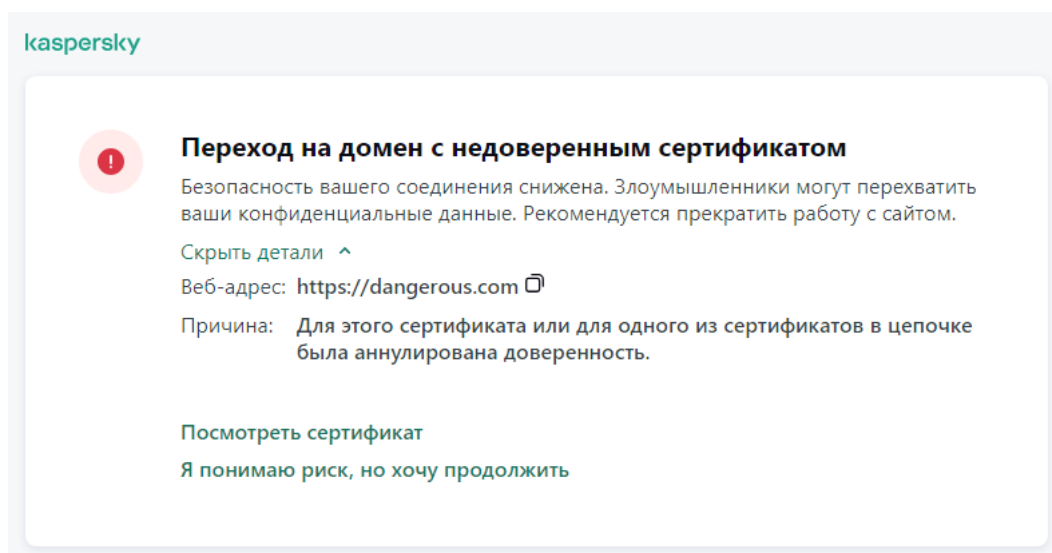 kaspersky
Переход на домен с недоверенным сертификатом
Безопасность вашего соединения снижена. Злоумышленники могут перехватить
ваши конфиденциальные данные. Рекомендуется прекратить работу с сайтом.
Скрыть детали
Веб-адрес: https://dangerous.com
Причина: Для этого сертификата или для одного из сертификатов в цепочке
была аннулирована доверенность.
Посмотреть сертификат
Я понимаю риск, но хочу продолжить